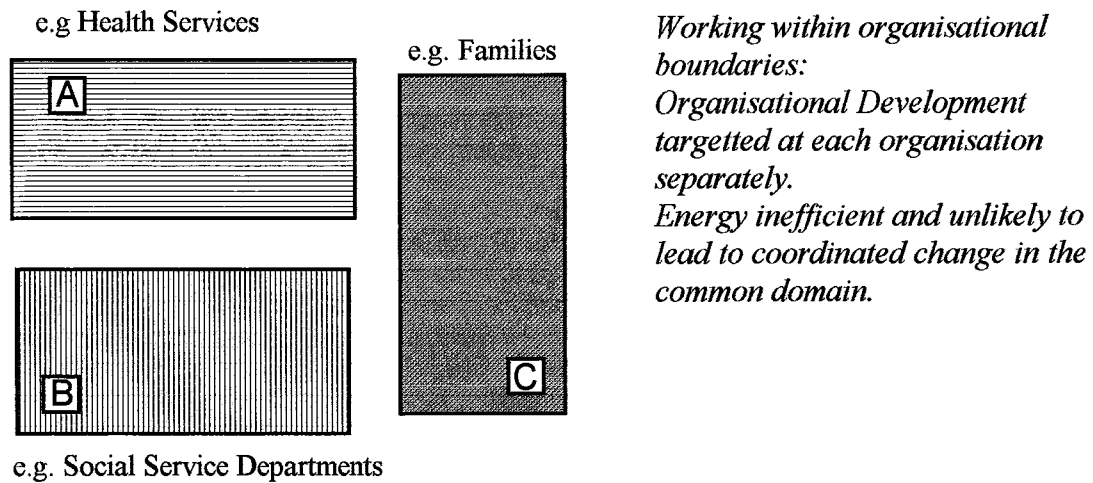 e.g Health Services
A
e.g. Families
C
B
e.g. Social Service Departments
Working within organisational
boundaries:
Organisational Development
targetted at each organisation
separately.
Energy inefficient and unlikely to
lead to coordinated change in the
common domain.